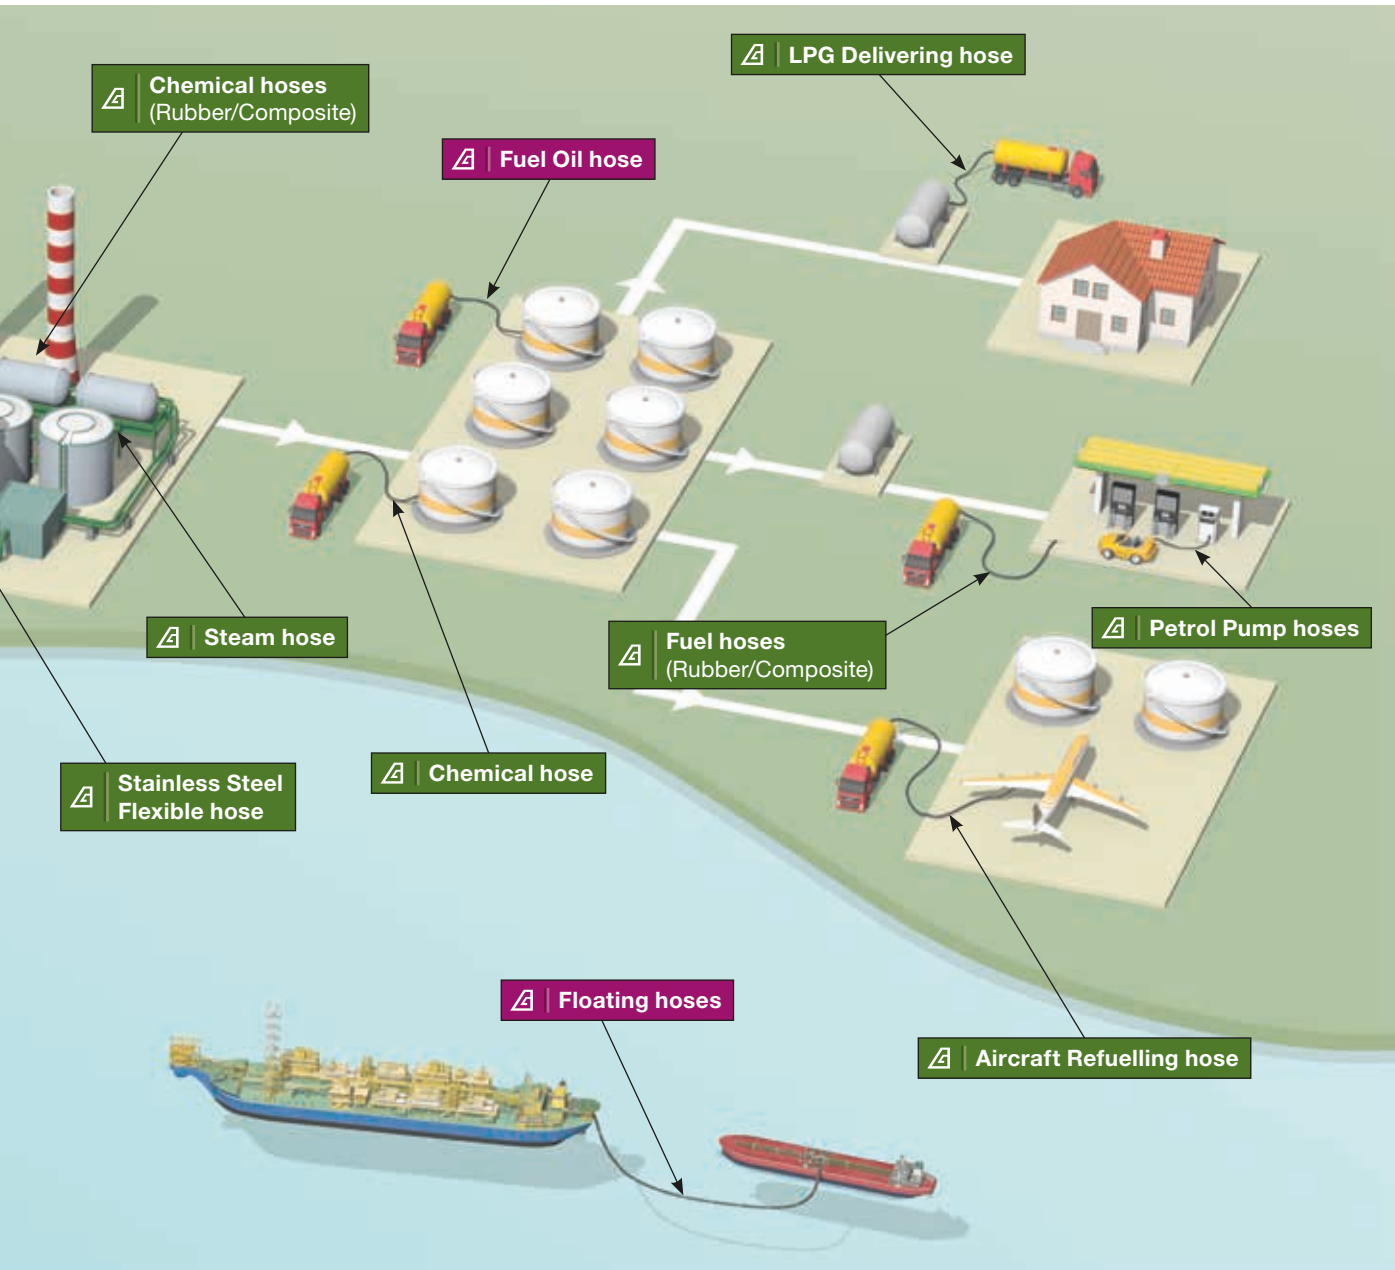 LPG Delivering hose
Chemical hoses
(Rubber/Composite)
Fuel Oil hose
Petrol Pump hoses
Steam hose
Fuel hoses
(Rubber/Composite)
Chemical hose
Stainless Steel
Flexible hose
Floating hoses
Aircraft Refuelling hose